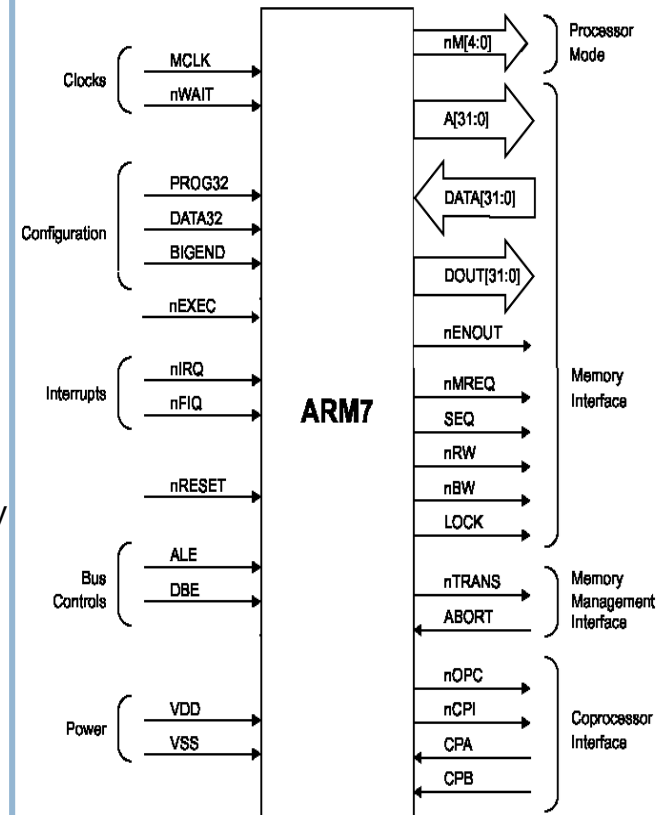 Clocks
MCLK
nWAIT
Configuration
PROG32
DATA32
BIGEND
nEXEC
Interrupts
nIRQ
nFIQ
nRESET
y
Bus
Controls
ALE
DBE
Power
VDD
VSS
ARM7
nM[4:0]
Processor
Mode
A[31:0]
DATA[31:0]
DOUT[31:0]
nENOUT
nMREQ
SEQ
nRW
nBW
LOCK
Memory
Interface
nTRANS
ABORT
Memory
Management
Interface
nOPC
nCPI
CPA
CPB
Coprocessor
Interface